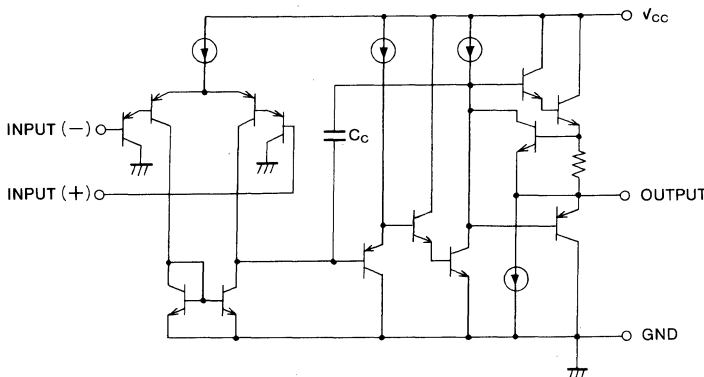 VCC
INPUT (−)
CC
INPUT (+)
OUTPUT
GND